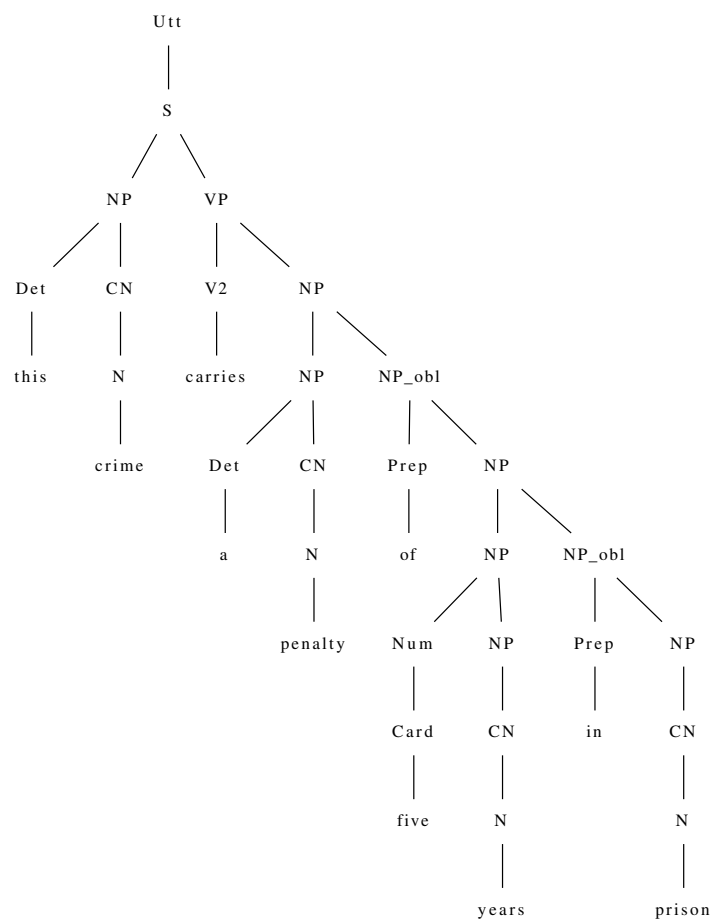 Utt
S
NP VP
Det CN V2 NP
this N carries NP NP_obl
crime Det CN Prep NP
a N of NP NP_obl
penalty Num NP Prep NP
Card CN in CN
five N N
years prison